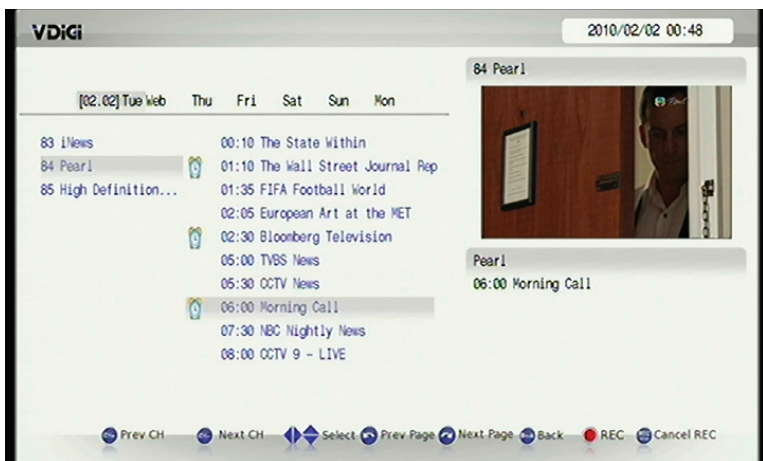 VDiGi
2010/02/02 00:48
[02.02] Tue Web Thu Fri Sat Sun Mon
83 iNews
84 Pearl
85 High Definition...
00:10 The State Within
01:10 The Wall Street Journal Rep
01:35 FIFA Football World
02:05 European Art at the MET
02:30 Bloomberg Television
05:00 TVBS News
05:30 CCTV News
06:00 Morning Call
07:30 NBC Nightly News
08:00 CCTV 9 - LIVE
84 Pearl
Pearl
Pearl
06:00 Morning Call
Prev CH Next CH Select Prev Page Next Page Back REC Cancel REC